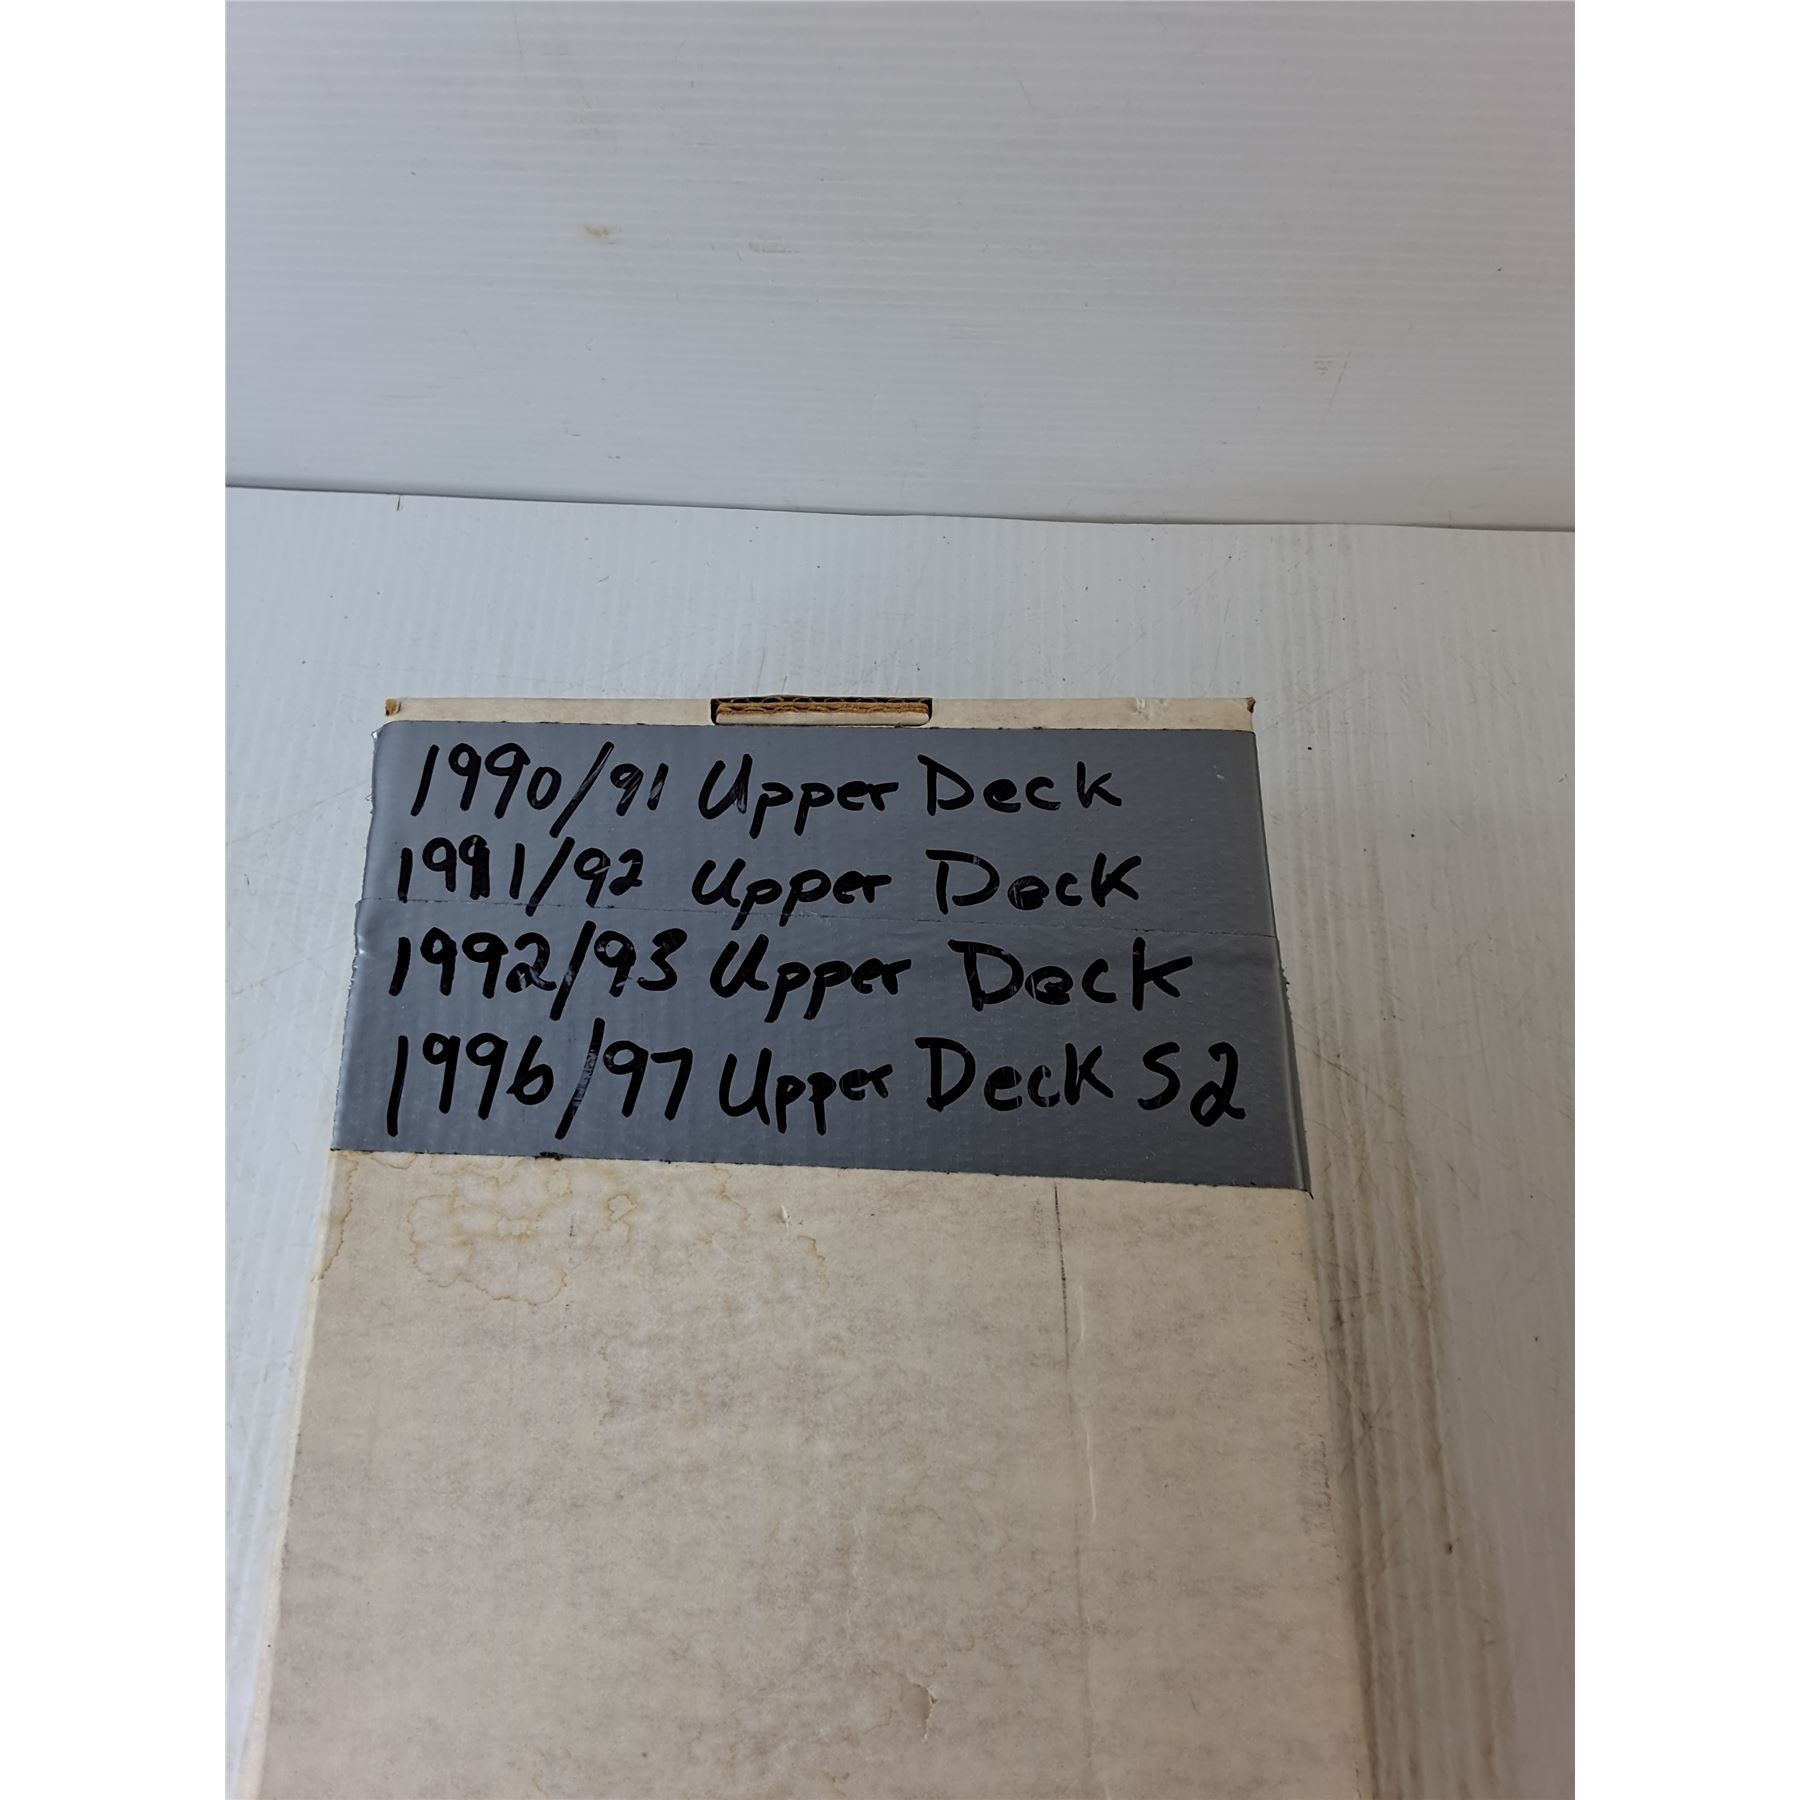 1990/91 Upper Deck
1991/92 Upper Deck
1992/93 Upper Deck
1996/97 Upper Deck S2